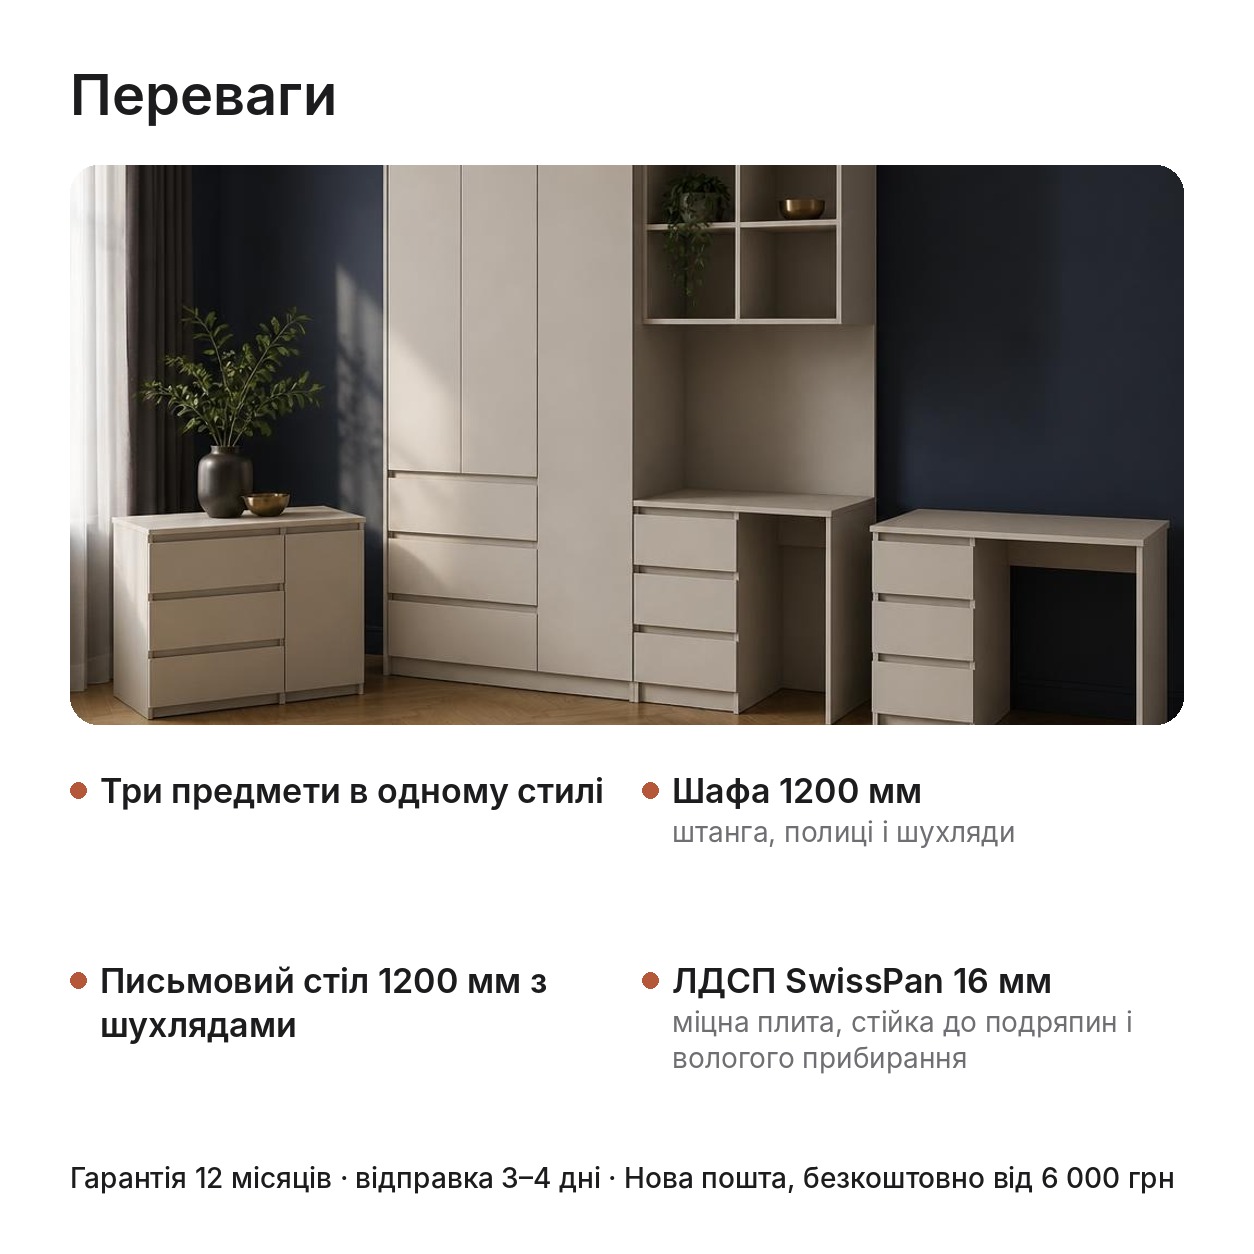 Переваги
Три предмети в одному стилі
Шафа 1200 мм
штанга, полиці і шухляди
Письмовий стіл 1200 мм з
шухлядами
ЛДСП SwissPan 16 мм
міцна плита, стійка до подряпин і
вологого прибирання
Гарантія 12 місяців · відправка 3–4 дні · Нова пошта, безкоштовно від 6 000 грн